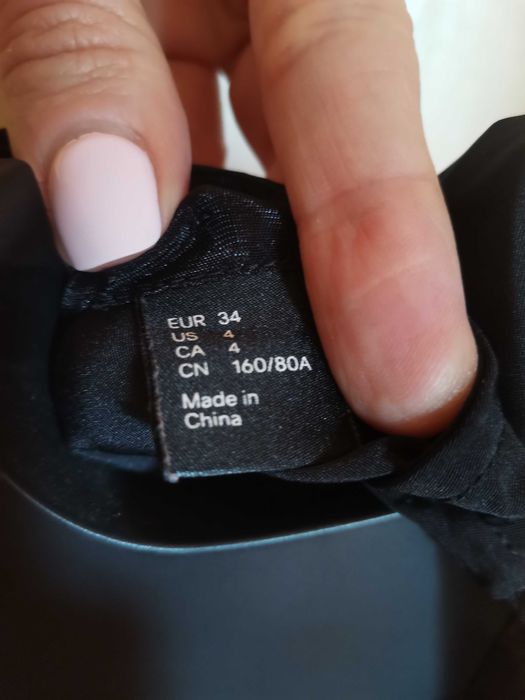 EUR 34
US 4
CA 4
CN 160/80A
Made in
China